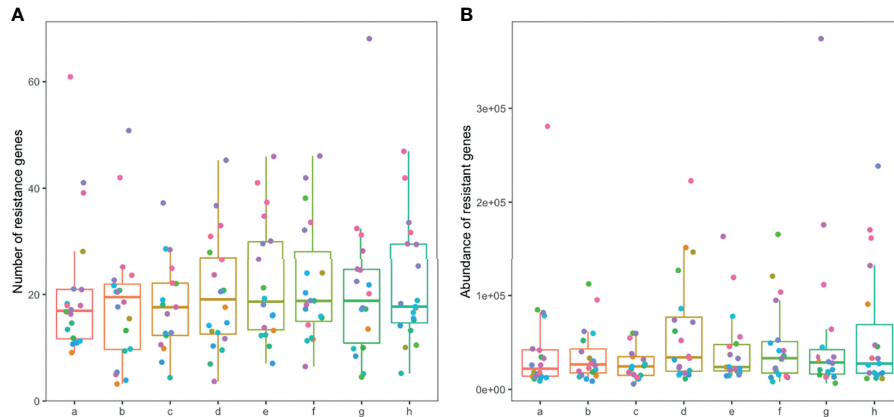 A
Number of resistance genes
60
40
20
0
a b c d e f g h
B
Abundance of resistant genes
3e+05
2e+05
1e+05
0e+00
a b c d e f g h